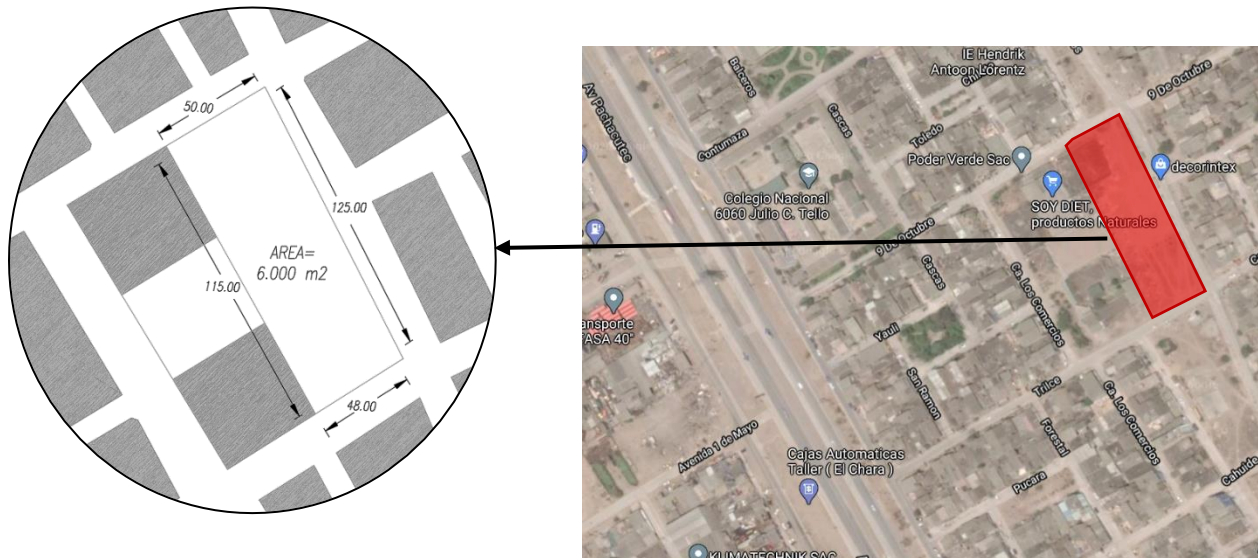 50.00
125.00
AREA=
6.000 m2
115.00
48.00
IE Hendrik
Antoon Lorentz
Balceros
9 De Octubre
Av Pachacutec
Cascas
Toledo
Contumaza
Poder Verde Sac
decorintex
Colegio Nacional
6060 Julio C. Tello
SOY DIET,
productos Naturales
9 de Octubre
Cascas
Ca. Los Comercios
ansporte
TASA 40"
Yauli
San Ramon
Trilce
Ca. Los Comercios
Forestal
Avenida 1 de Mayo
Cajas Automaticas
Taller ( El Chara )
Pucara
Cahuide
KLIMATECHNIK SAC